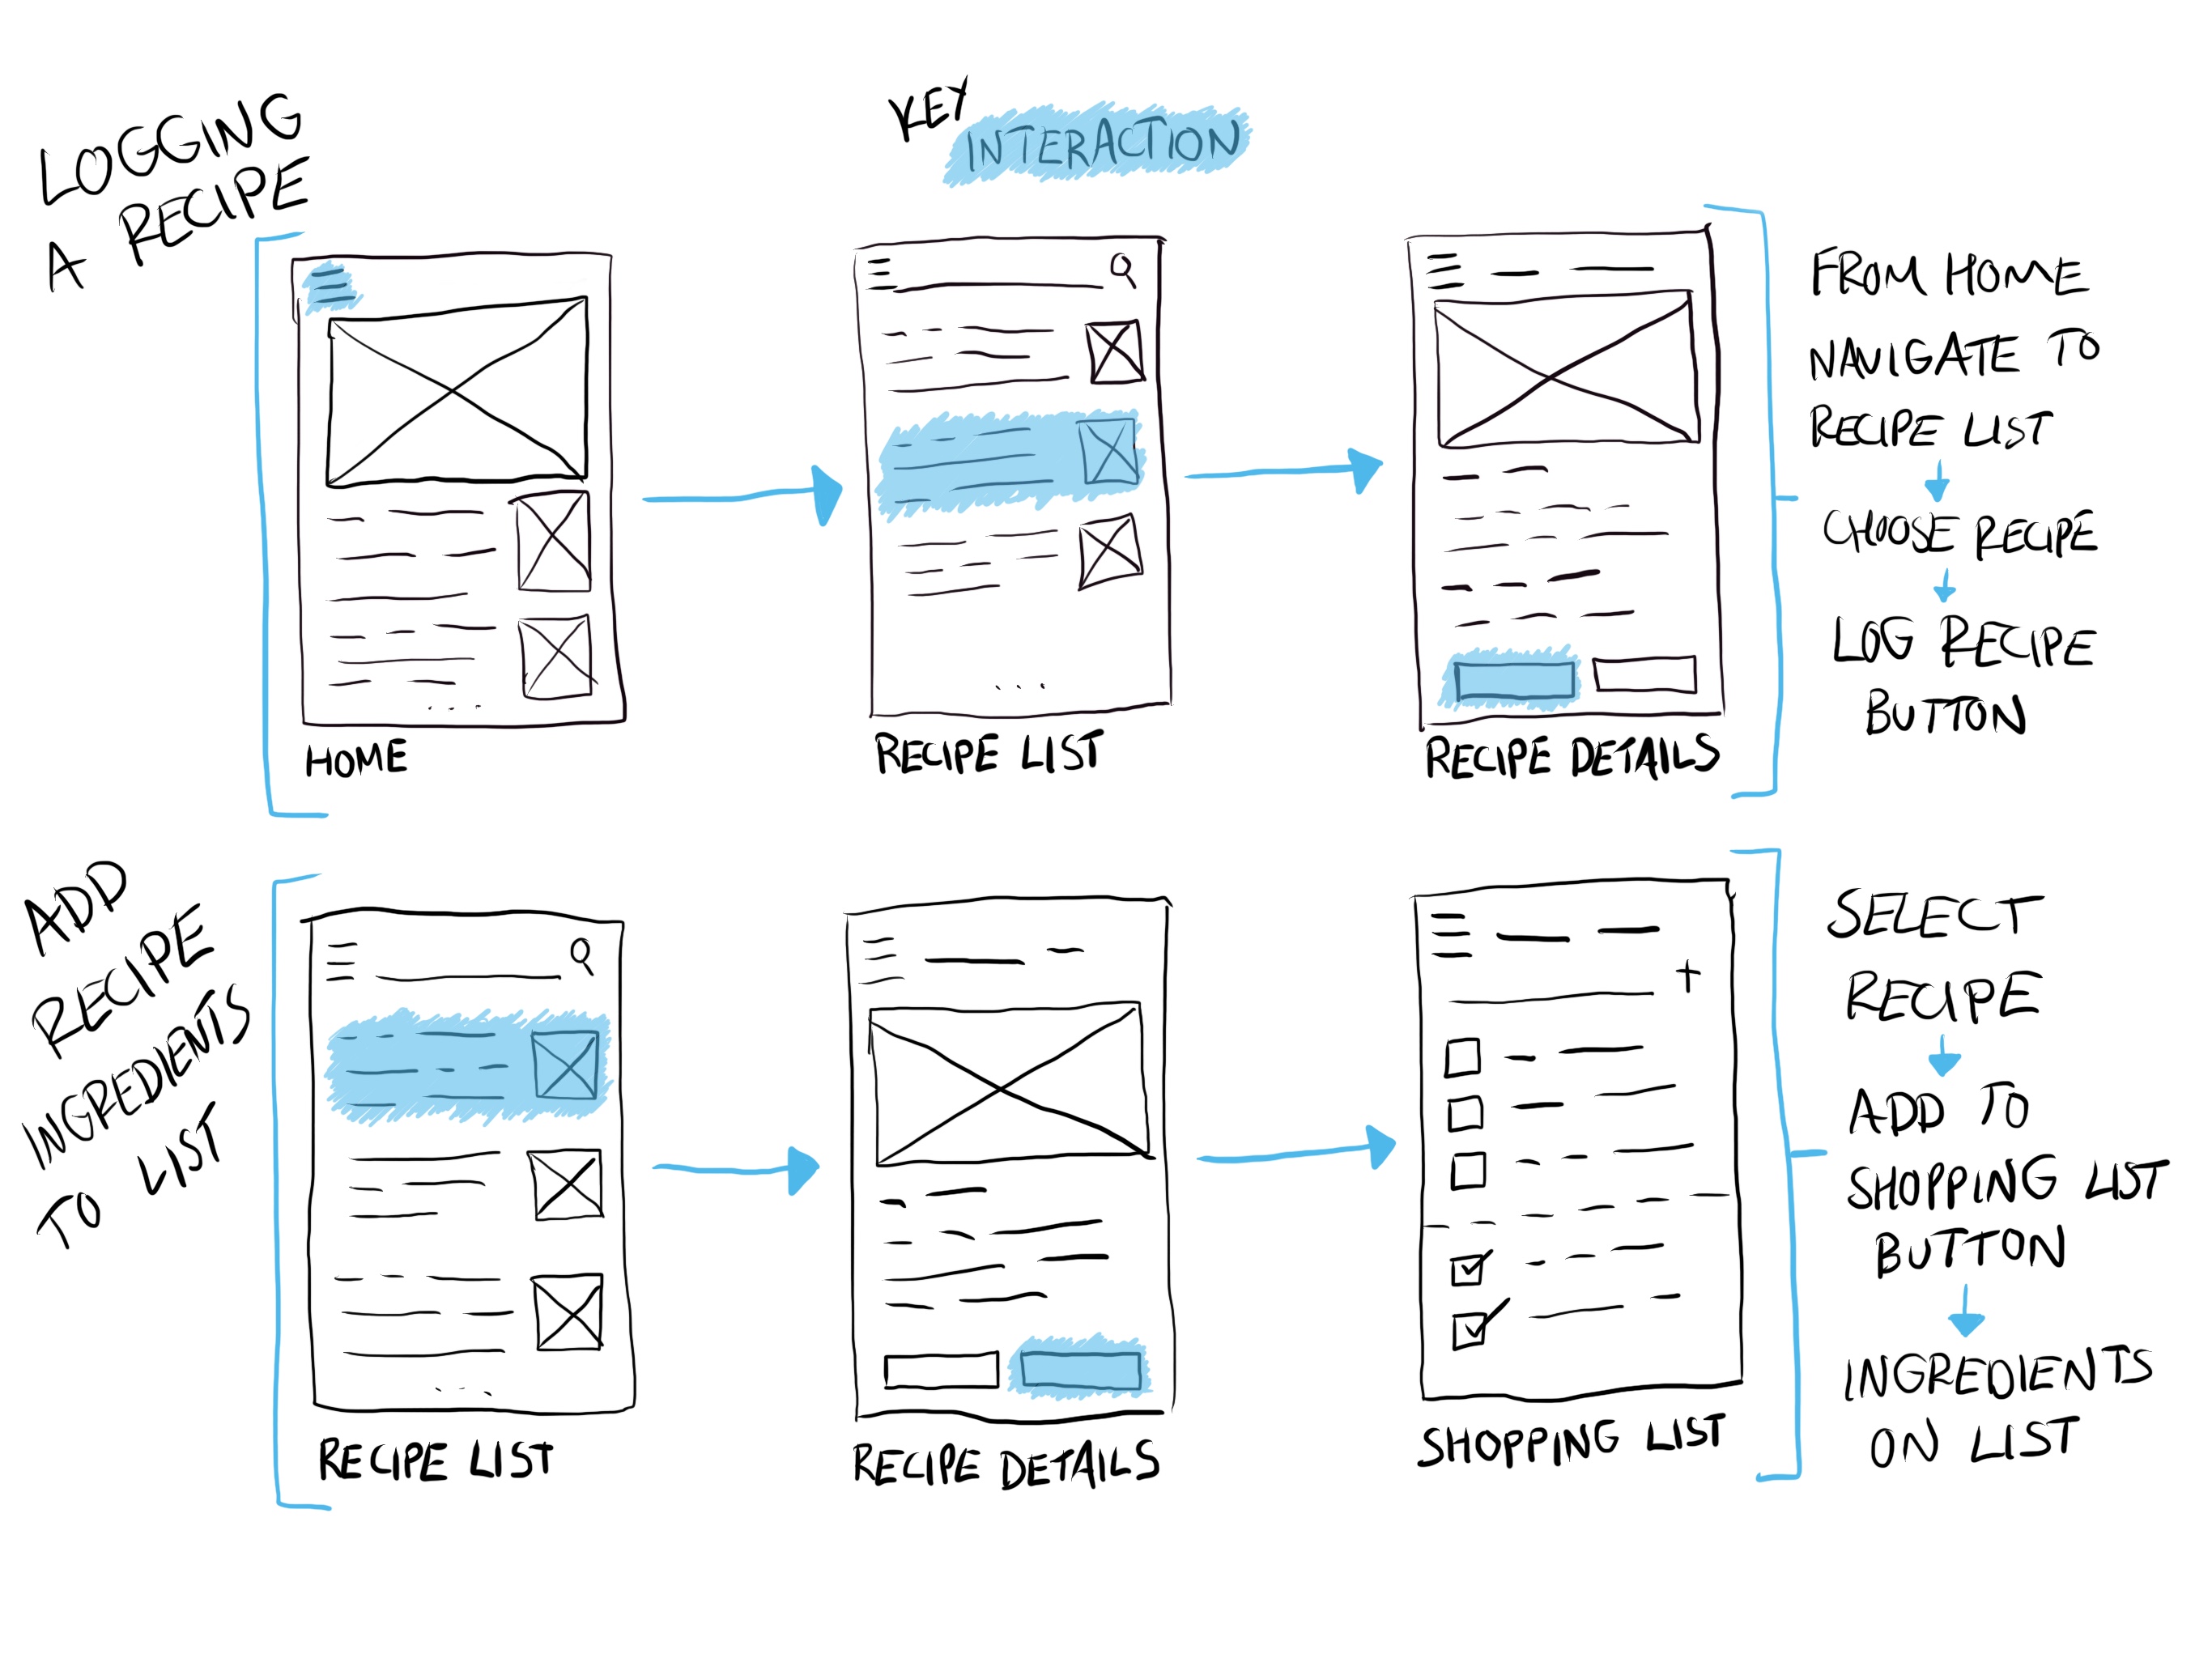 LOGGING
A RECIPE
KEY
INTERACTION
HOME
RECIPE LIST
RECIPE DETAILS
FROM HOME
NAVIGATE TO
RECIPE LIST
CHOOSE RECIPE
LOG RECIPE
BUTTON
ADD
RECIPE
INGREDIENTS
TO LIST
RECIPE LIST
RECIPE DETAILS
SHOPPING LIST
SELECT
RECIPE
ADD TO
SHOPPING LIST
BUTTON
INGREDIENTS
ON LIST